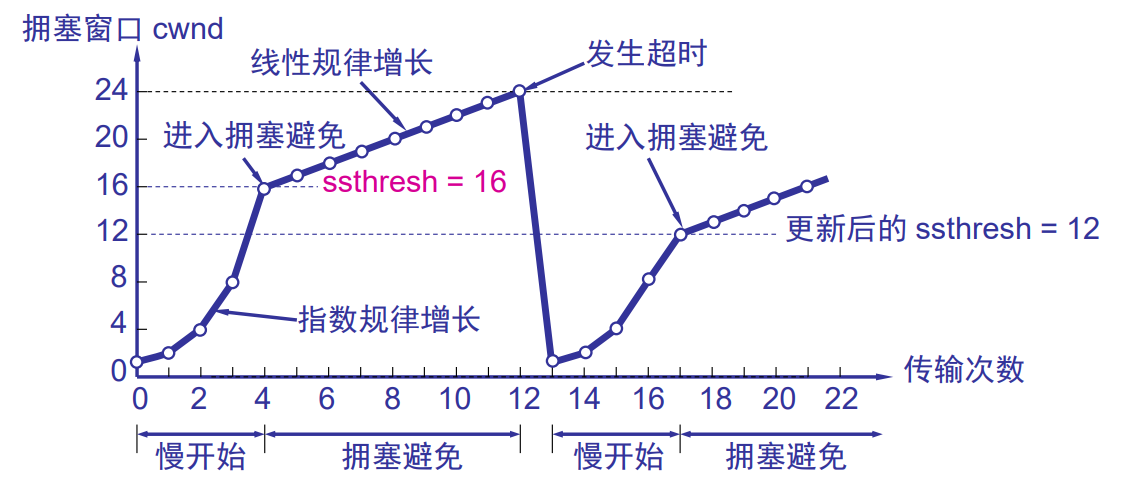 拥塞窗口 cwnd
发生超时
线性规律增长
24
进入拥塞避免
进入拥塞避免
20
16
ssthresh = 16
12
更新后的 ssthresh = 12
8
指数规律增长
4
0
传输次数
0 2 4 6 8 10 12 14 16 18 20 22
慢开始 拥塞避免 慢开始 拥塞避免